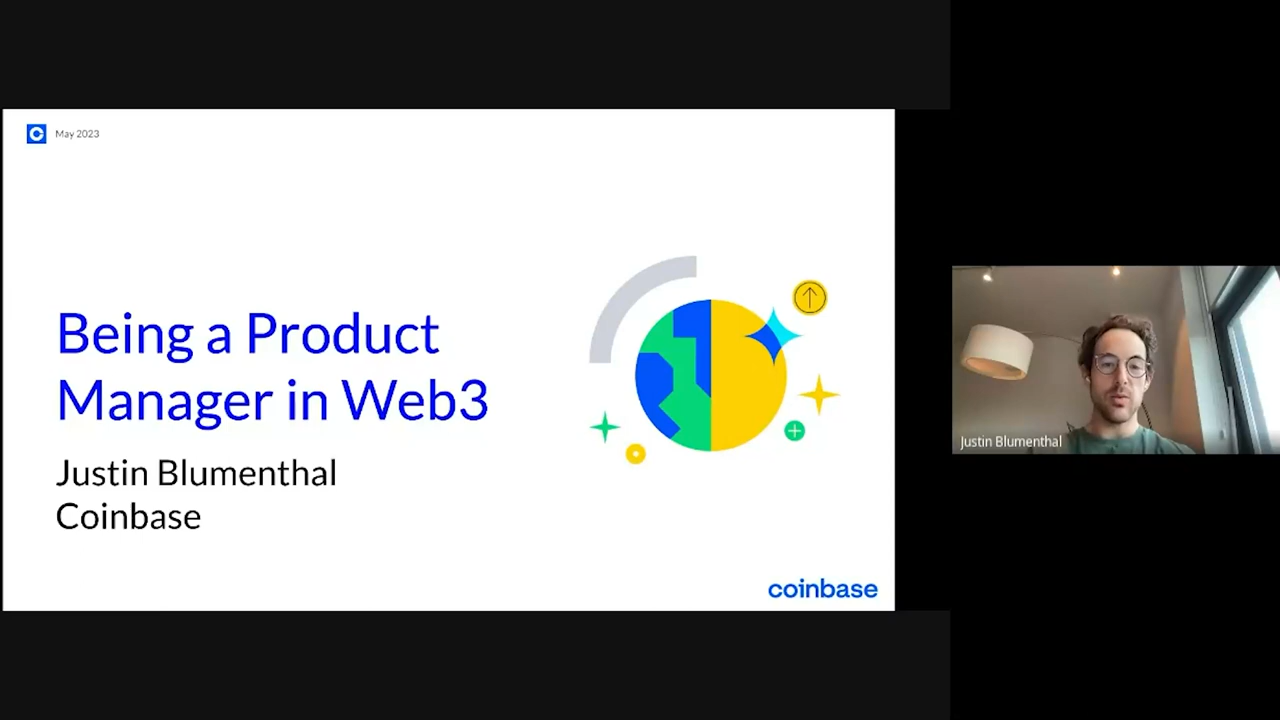 May 2023
Being a Product
Manager in Web3
Justin Blumenthal
Coinbase
coinbase
Justin Blumenthal